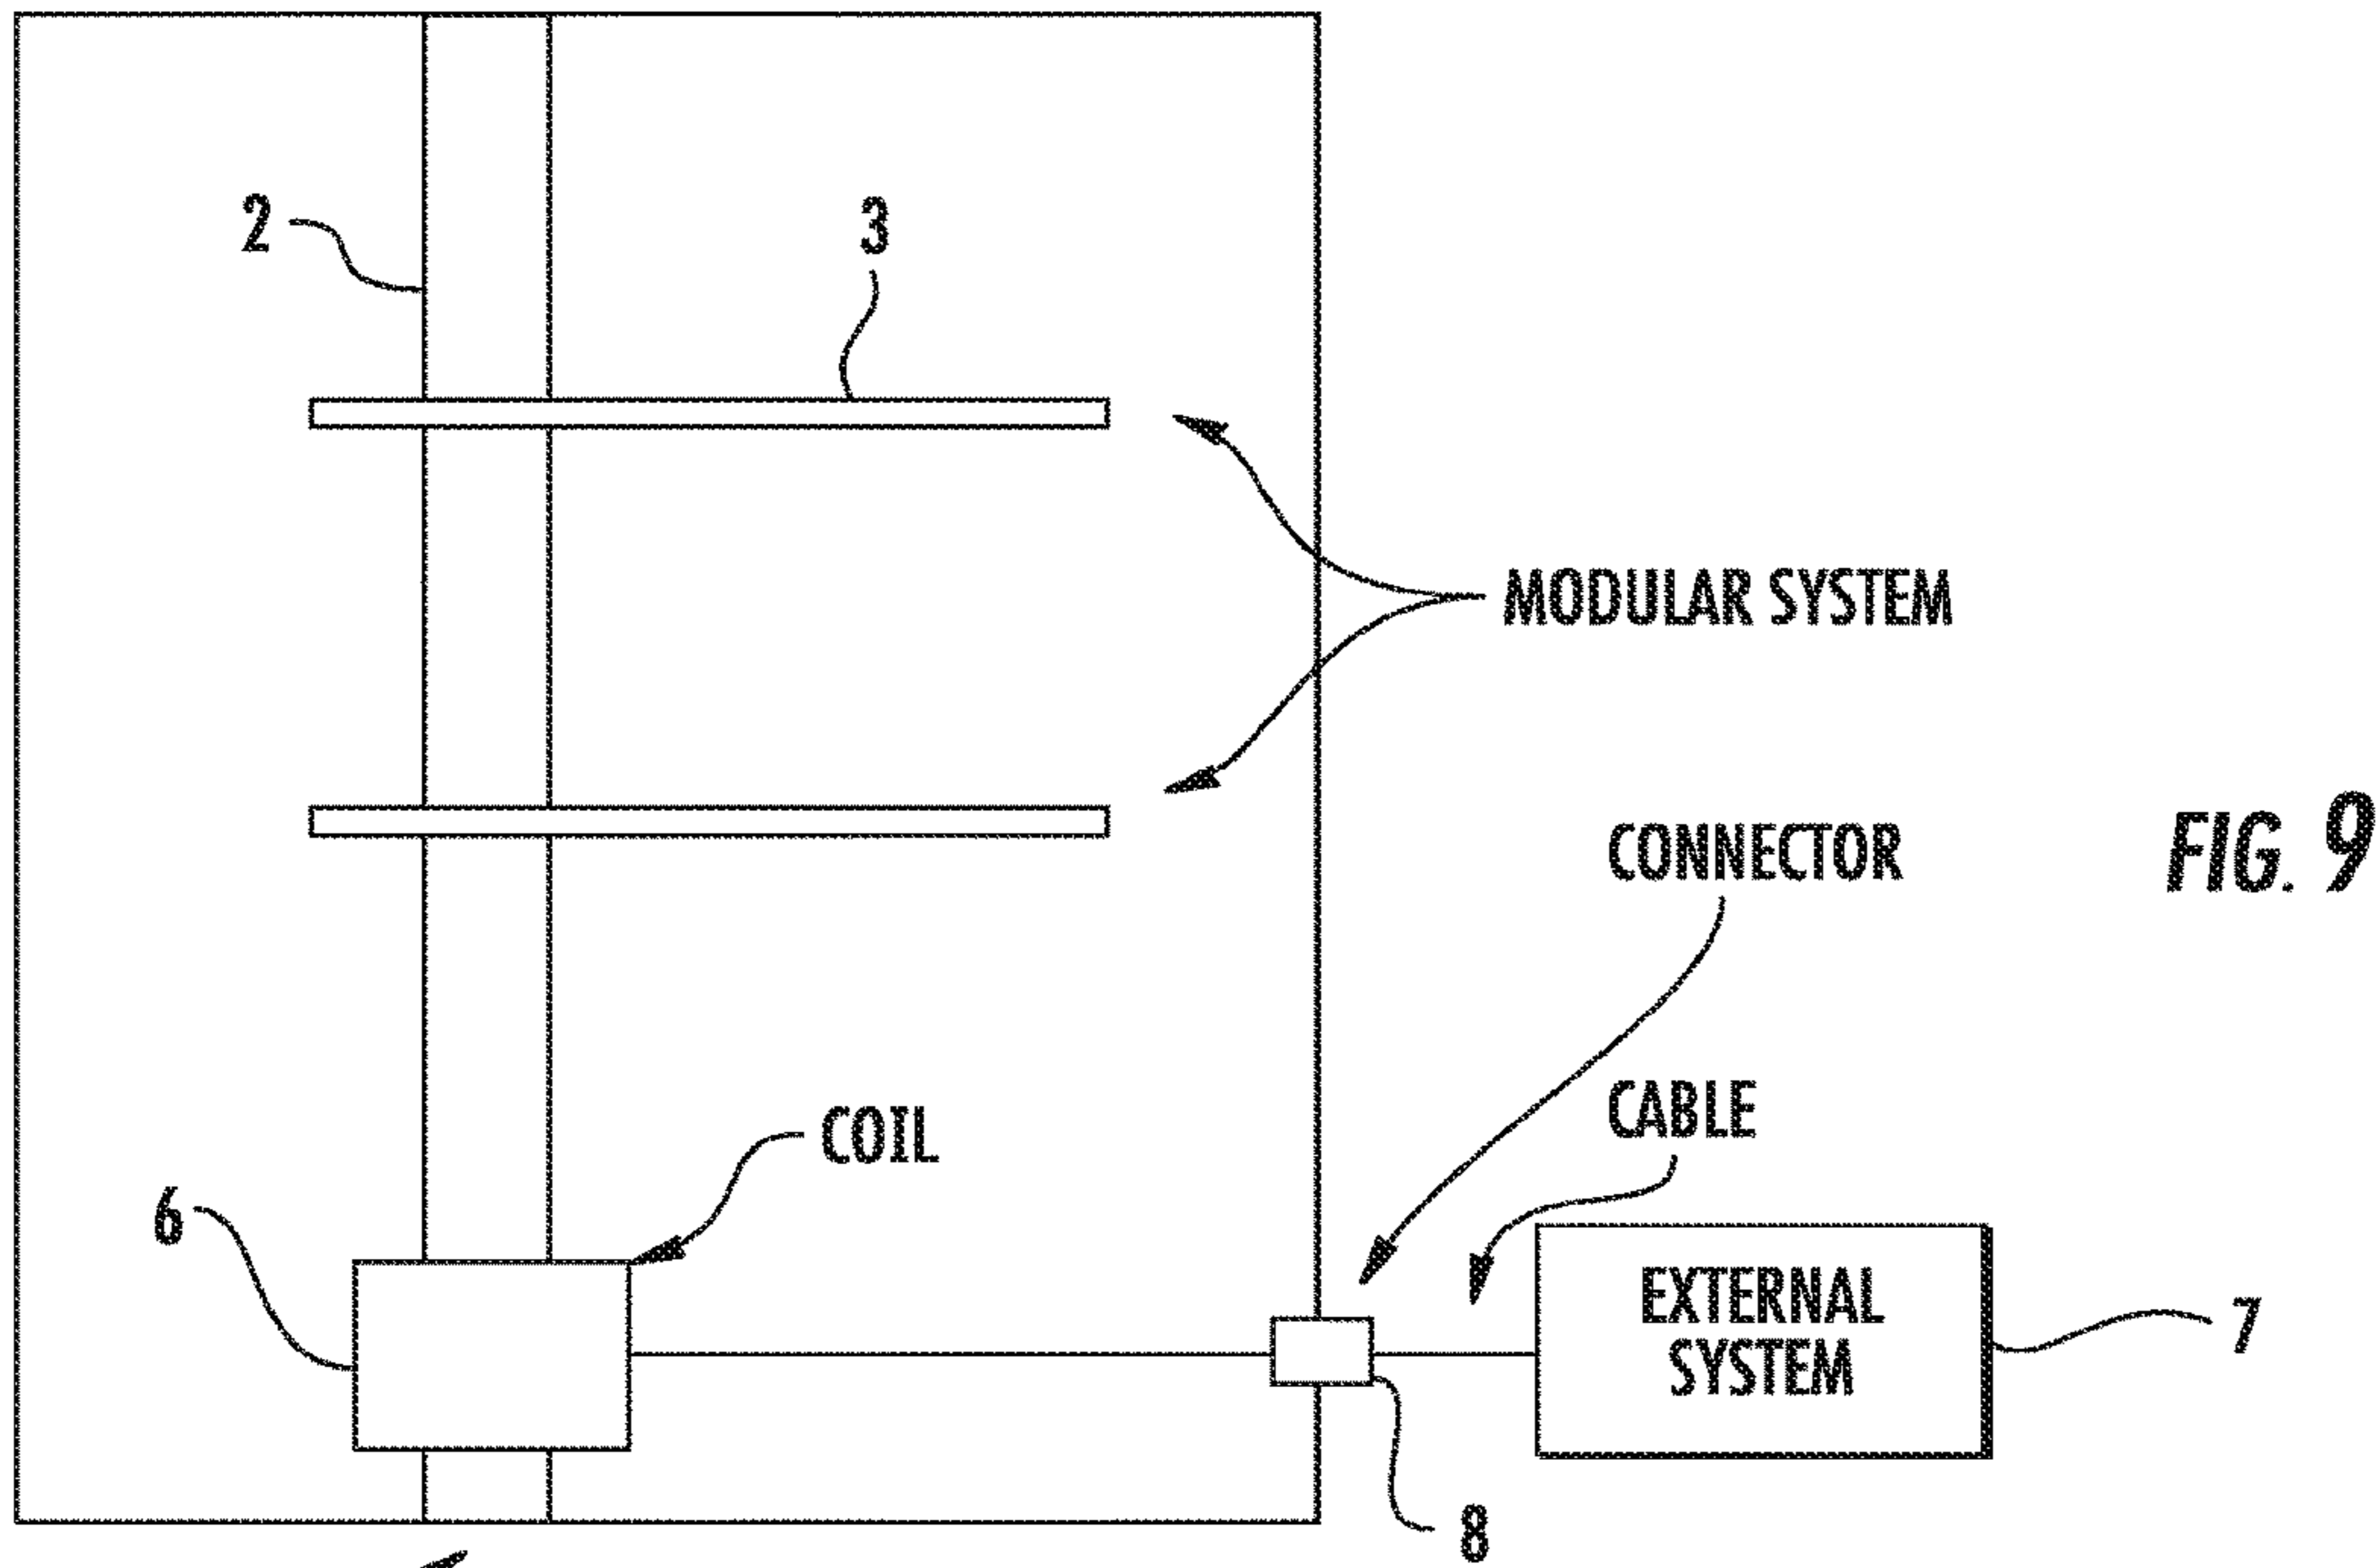 2
3
MODULAR SYSTEM
CONNECTOR
FIG. 9
CABLE
COIL
6
EXTERNAL
SYSTEM
7
8